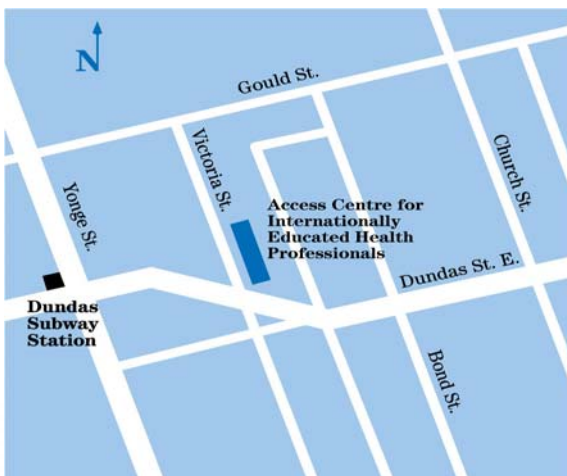 N
Gould St.
Victoria St.
Church St.
Yonge St.
Access Centre for
Internationally
Educated Health
Professionals
Dundas St. E.
Dundas
Subway
Station
Bond St.